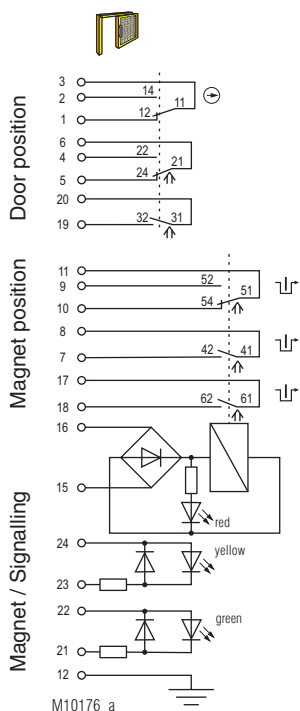 Door position
3
2 14
11
1 12
6
4 22
21
5 24
20
19 32 31
Magnet position
11
9 52
51
10 54
8
7 42 41
17
18 62 61
Magnet / Signalling
16
15
red
24
yellow
23
22
green
21
12
M10176_a